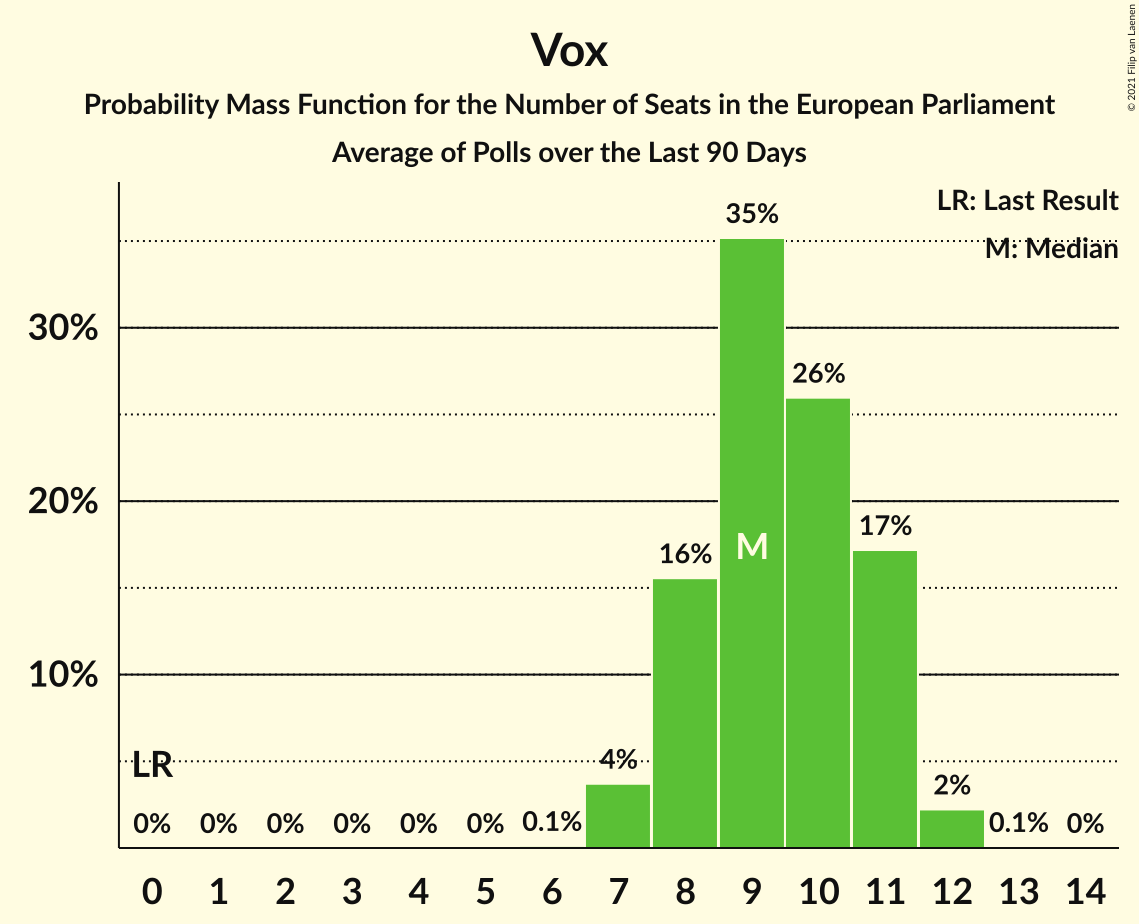 Vox
Probability Mass Function for the Number of Seats in the European Parliament
Average of Polls over the Last 90 Days
© 2021 Filip van Laenen
LR: Last Result
M: Median
35%
30%
26%
20%
17%
16%
M
10%
LR
4%
2%
0% 0% 0% 0% 0% 0% 0.1% 0.1% 0%
0 1 2 3 4 5 6 7 8 9 10 11 12 13 14